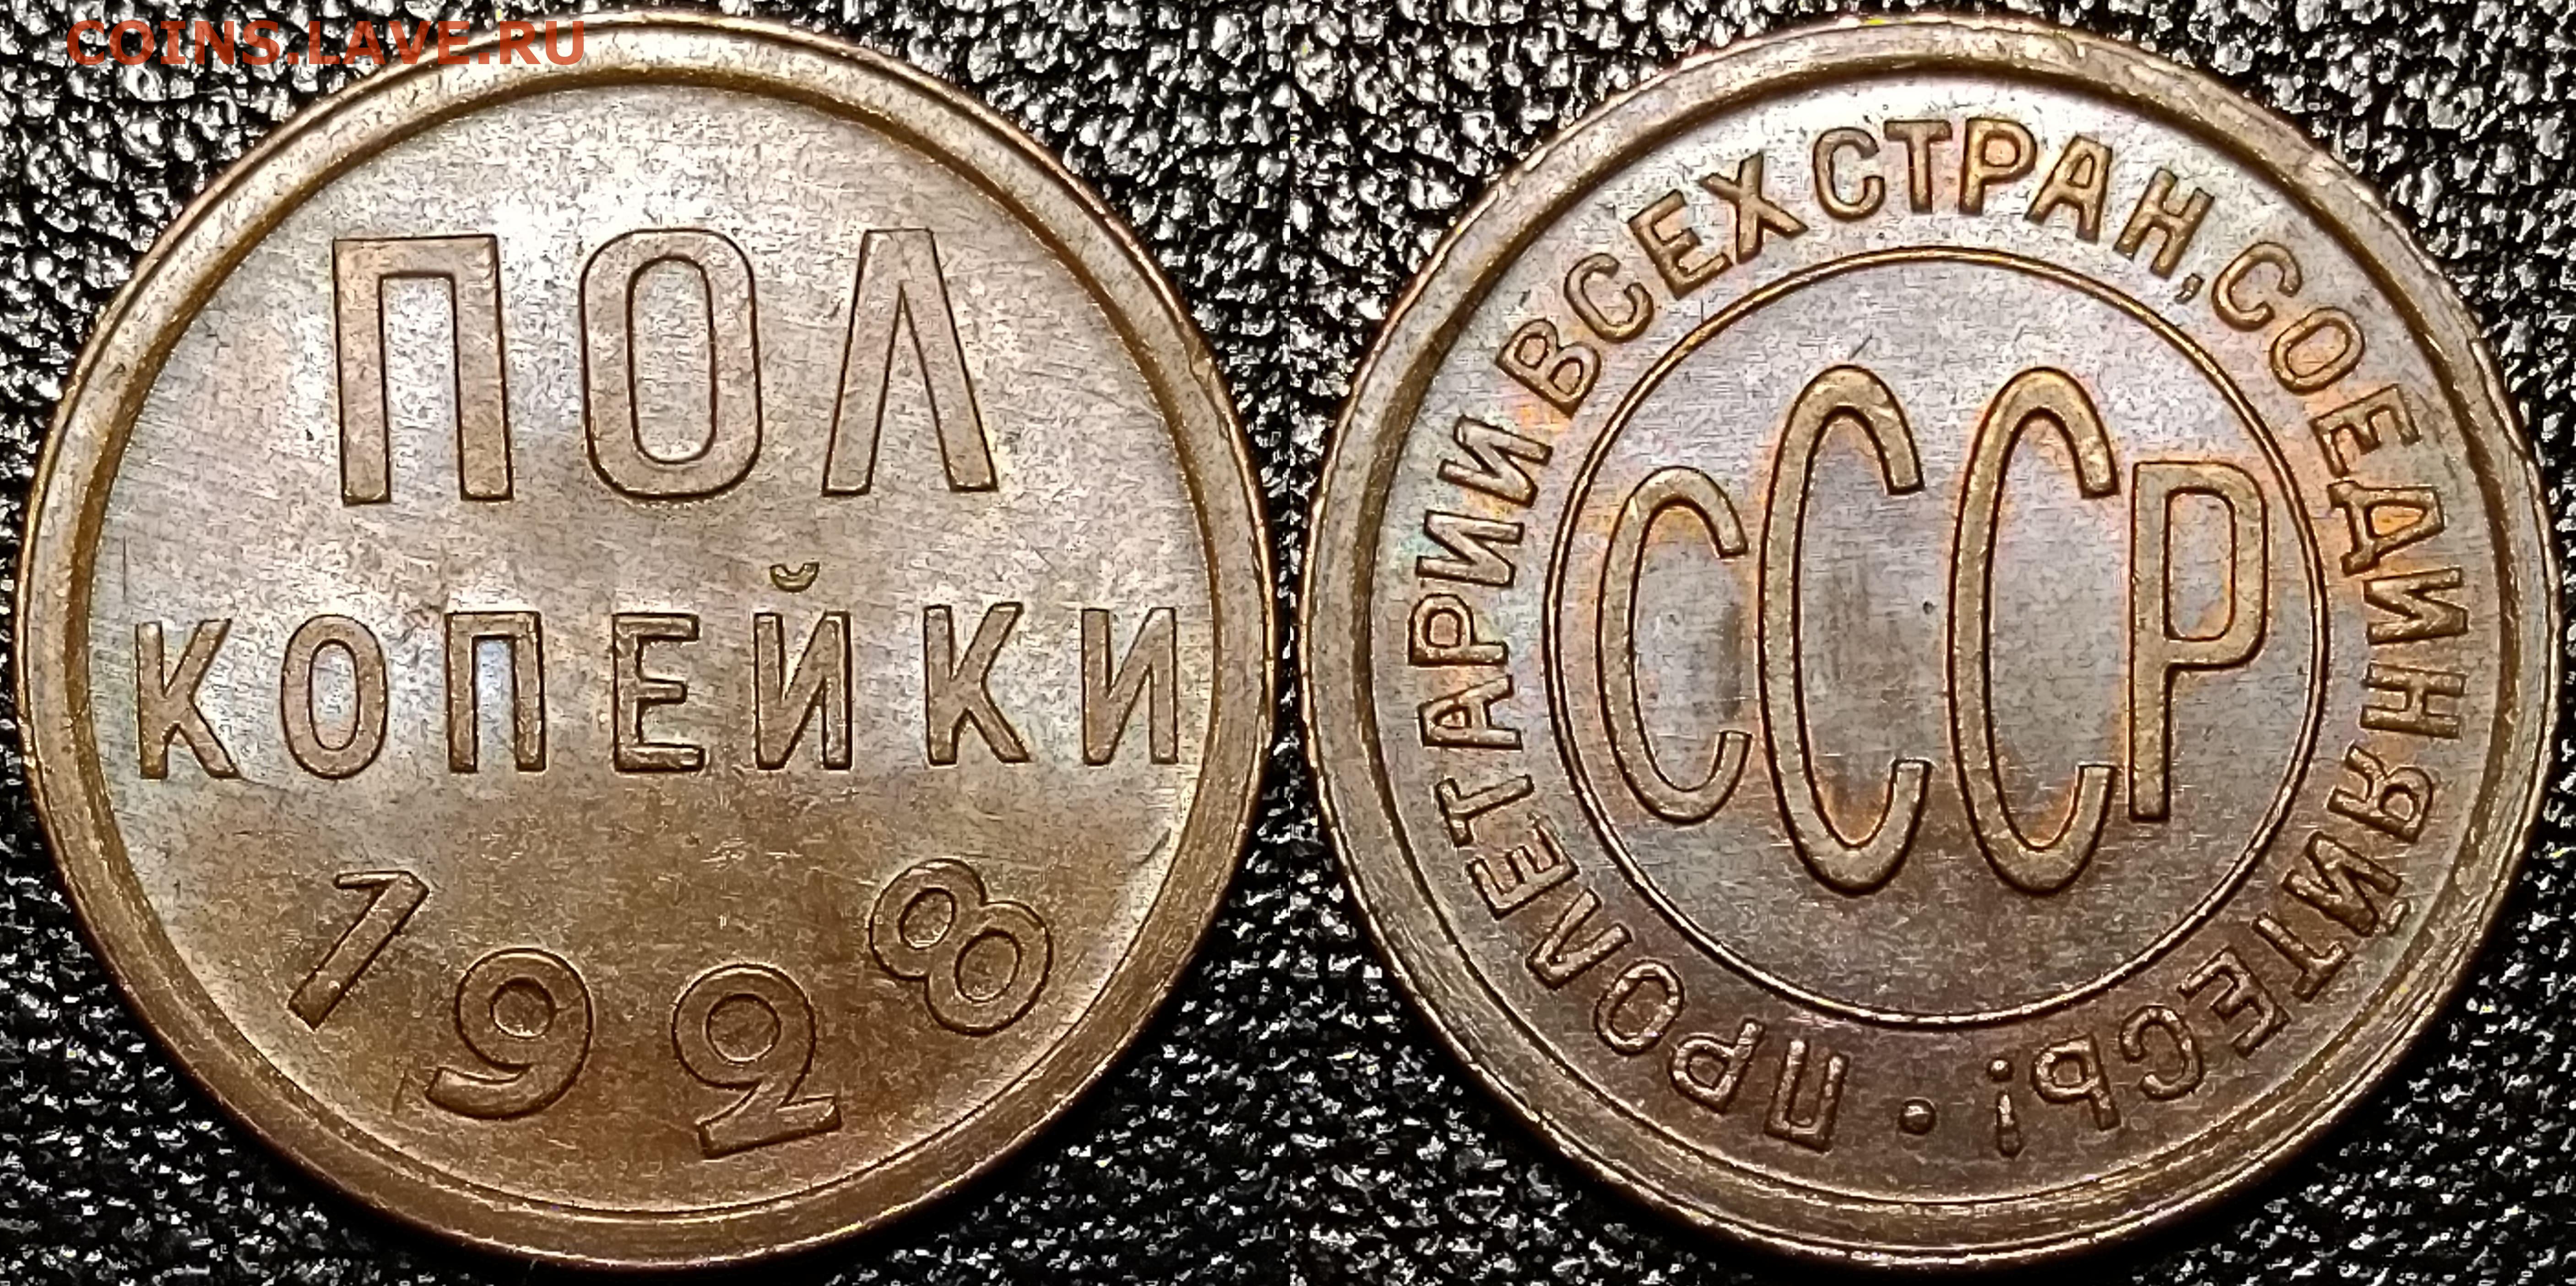 COINS.LAVE.RU
ПОЛ
КОПЕЙКИ
1928
ПРОЛЕТАРИИ ВСЕХ СТРАН, СОЕДИНЯЙТЕСЬ! •
СССР